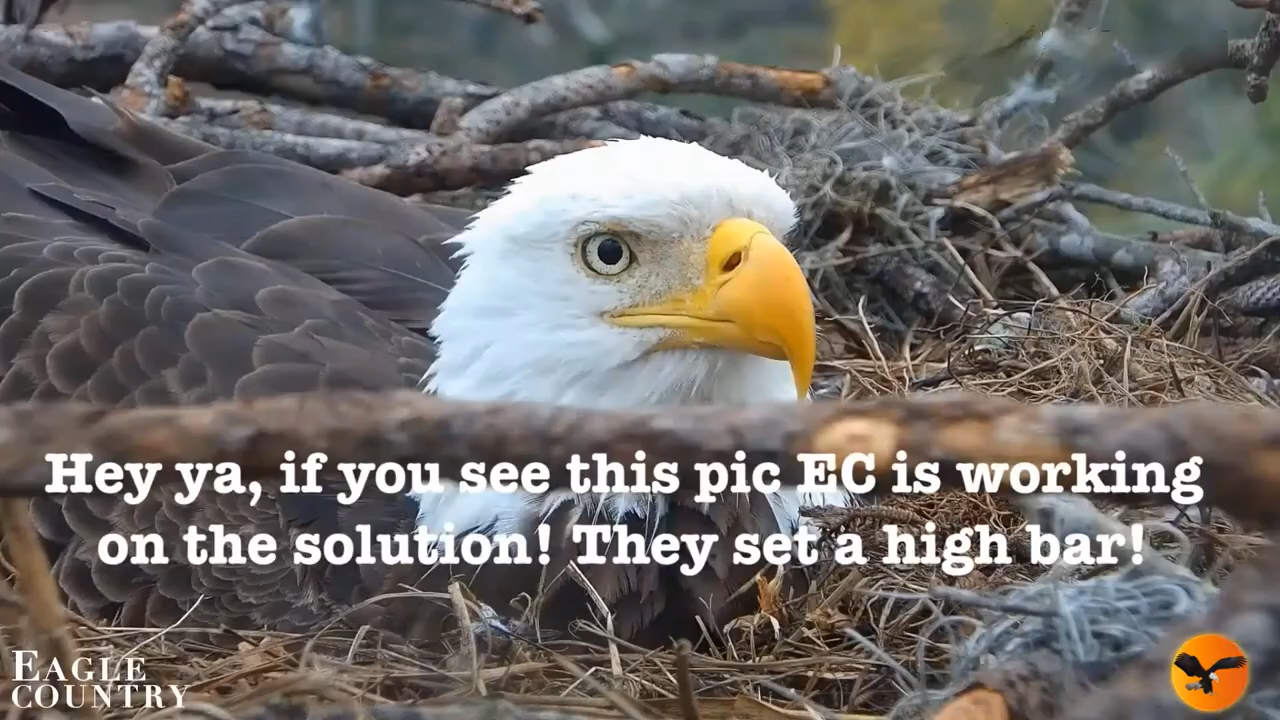 Hey ya, if you see this pic EC is working
on the solution! They set a high bar!
EAGLE
COUNTRY